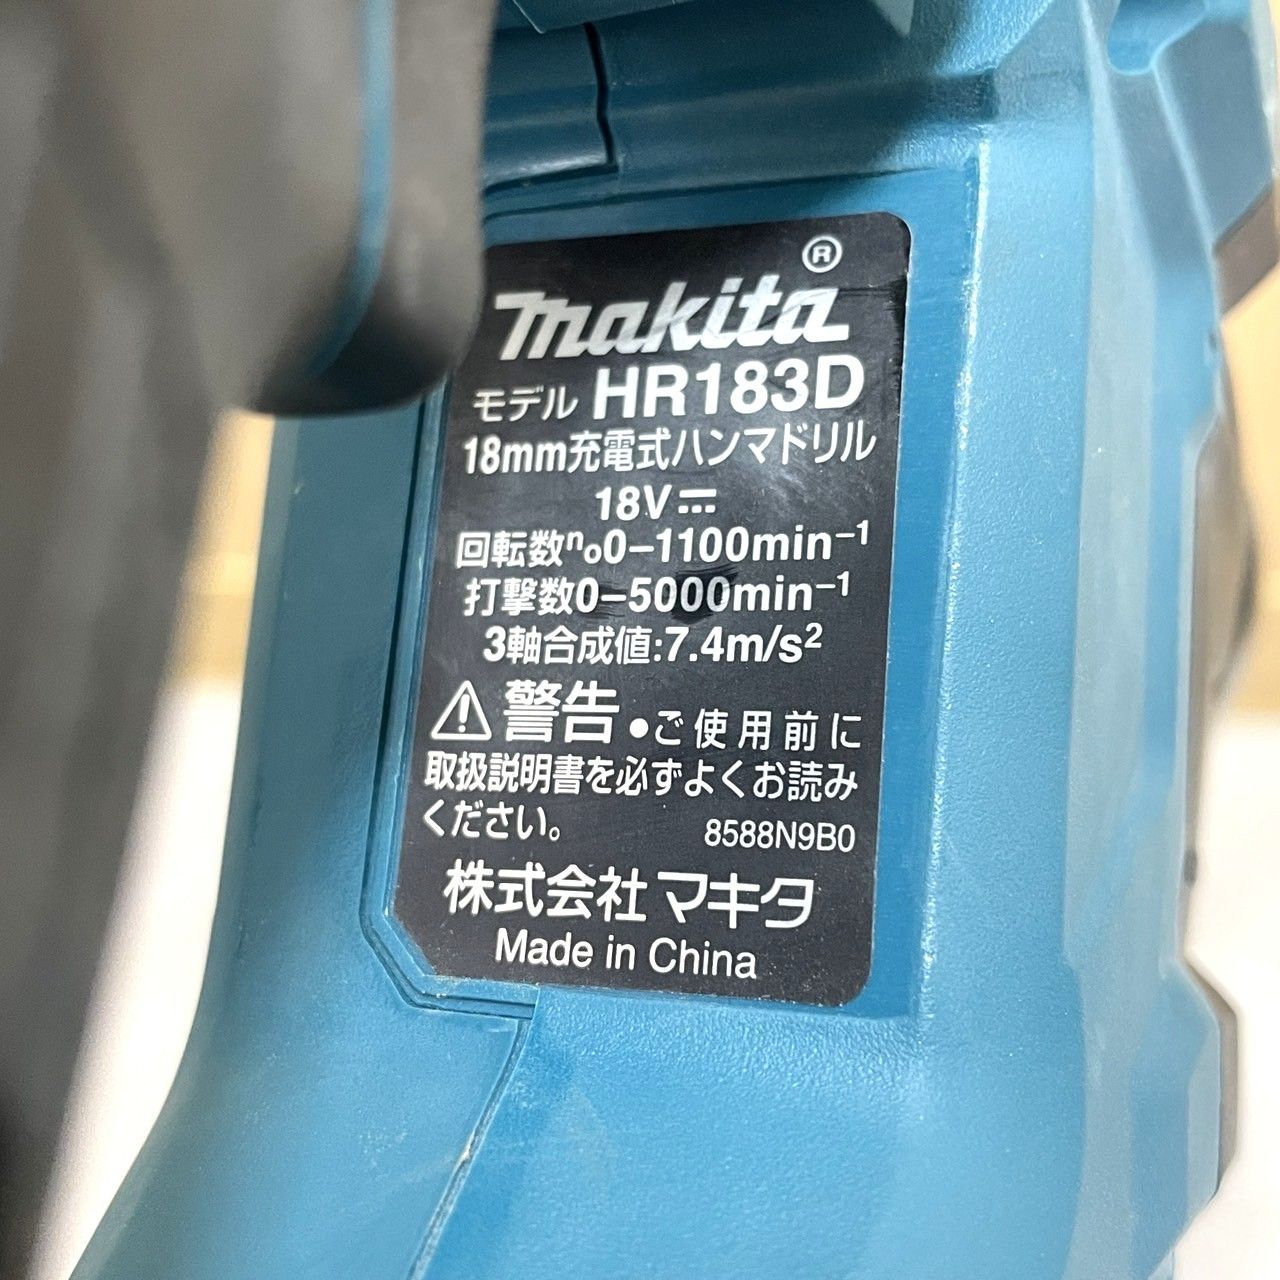 makita®
モデル HR183D
18mm充電式ハンマドリル
18V⎓
回転数n₀0-1100min⁻¹
打撃数0-5000min⁻¹
3軸合成値:7.4m/s²
⚠警告 ●ご使用前に
取扱説明書を必ずよくお読み
ください。 8588N9B0
株式会社マキタ
Made in China